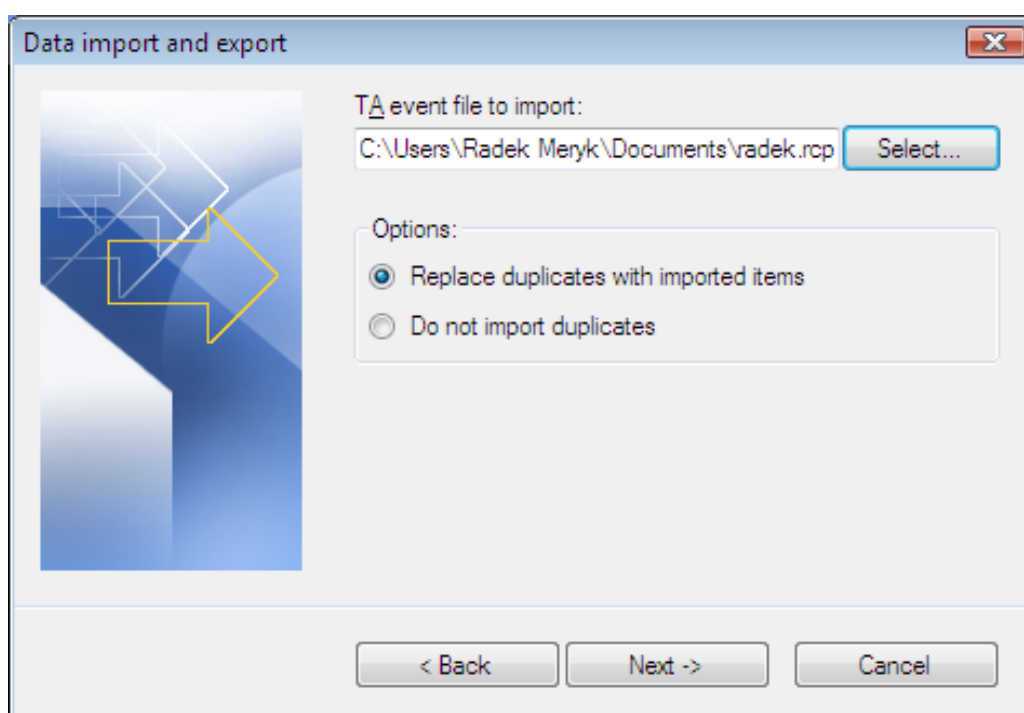 Data import and export
TA event file to import:
C:\Users\Radek Meryk\Documents\radek.rcp
Select...
Options:
Replace duplicates with imported items
Do not import duplicates
< Back
Next ->
Cancel